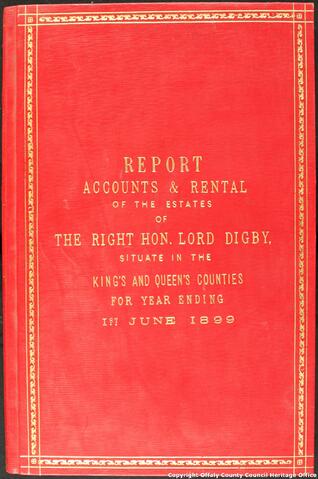 REPORT
ACCOUNTS & RENTAL
OF THE ESTATES
OF
THE RIGHT HON. LORD DIGBY,
SITUATE IN THE
KING'S AND QUEEN'S COUNTIES
FOR YEAR ENDING
1ST JUNE 1899
Copyright: Offaly County Council Heritage Office